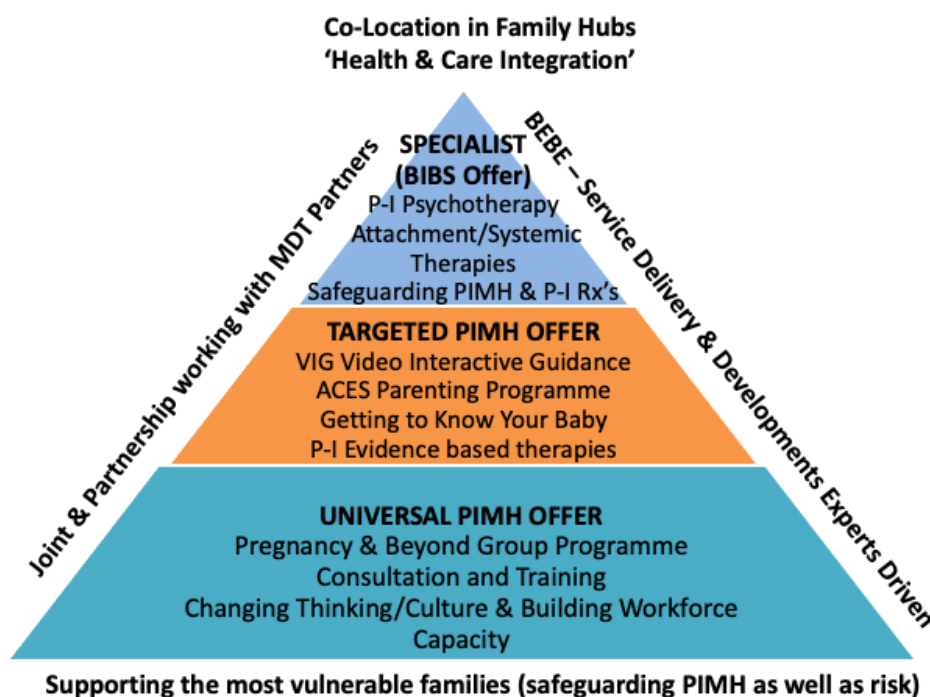 Co-Location in Family Hubs
‘Health & Care Integration’
Joint & Partnership working with MDT Partners
BEBE – Service Delivery & Developments Experts Driven
SPECIALIST
(BIBS Offer)
P-I Psychotherapy
Attachment/Systemic
Therapies
Safeguarding PIMH & P-I Rx’s
TARGETED PIMH OFFER
VIG Video Interactive Guidance
ACES Parenting Programme
Getting to Know Your Baby
P-I Evidence based therapies
UNIVERSAL PIMH OFFER
Pregnancy & Beyond Group Programme
Consultation and Training
Changing Thinking/Culture & Building Workforce
Capacity
Supporting the most vulnerable families (safeguarding PIMH as well as risk)